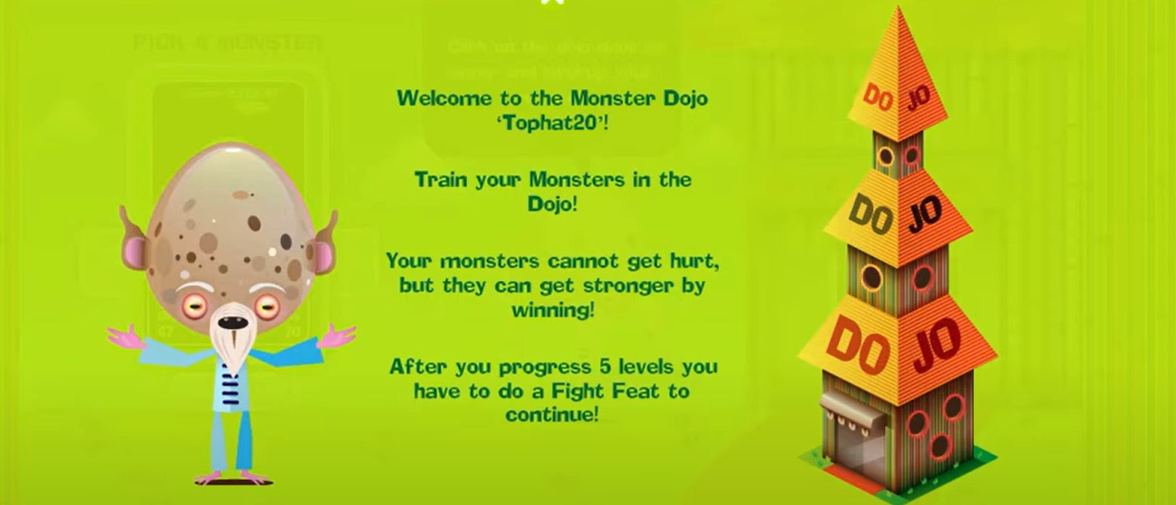 PICK A MONSTER
Welcome to the Monster Dojo
‘Tophat20’!
Train your Monsters in the
Dojo!
Your monsters cannot get hurt,
but they can get stronger by
winning!
After you progress 5 levels you
have to do a Fight Feat to
continue!
DO JO
DO JO
DO JO